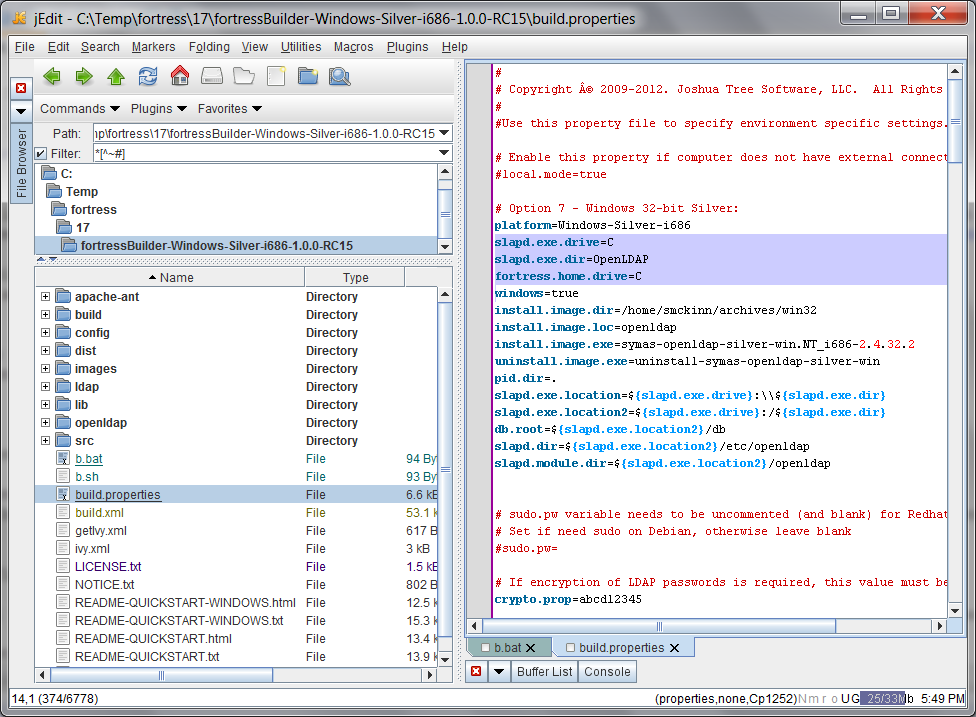 jEdit - C:\Temp\fortress\17\fortressBuilder-Windows-Silver-i686-1.0.0-RC15\build.properties
File Edit Search Markers Folding View Utilities Macros Plugins Help
Commands Plugins Favorites
Path: \fortress\17\fortressBuilder-Windows-Silver-i686-1.0.0-RC15
Filter: *[^~#]
File Browser
C:
Temp
fortress
17
fortressBuilder-Windows-Silver-i686-1.0.0-RC15
Name Type
apache-ant Directory
build Directory
config Directory
dist Directory
images Directory
ldap Directory
lib Directory
openldap Directory
src Directory
b.bat File 94 By
b.sh File 93 By
build.properties File 6.6 kB
build.xml File 53.1 k
getIvy.xml File 617 B
ivy.xml File 3 kB
LICENSE.txt File 1.5 kB
NOTICE.txt File 802 B
README-QUICKSTART-WINDOWS.html File 12.5 k
README-QUICKSTART-WINDOWS.txt File 15.3 k
README-QUICKSTART.html File 13.4 k
README-QUICKSTART.txt File 13.9 k
#
# Copyright Â© 2009-2012. Joshua Tree Software, LLC.  All Rights
#
#Use this property file to specify environment specific settings.
# Enable this property if computer does not have external connect
#local.mode=true
# Option 7 - Windows 32-bit Silver:
platform=Windows-Silver-i686
slapd.exe.drive=C
slapd.exe.dir=OpenLDAP
fortress.home.drive=C
windows=true
install.image.dir=/home/smckinn/archives/win32
install.image.loc=openldap
install.image.exe=symas-openldap-silver-win.NT_i686-2.4.32.2
uninstall.image.exe=uninstall-symas-openldap-silver-win
pid.dir=.
slapd.exe.location=${slapd.exe.drive}:\\${slapd.exe.dir}
slapd.exe.location2=${slapd.exe.drive}:/${slapd.exe.dir}
db.root=${slapd.exe.location2}/db
slapd.dir=${slapd.exe.location2}/etc/openldap
slapd.module.dir=${slapd.exe.location2}/openldap
# sudo.pw variable needs to be uncommented (and blank) for Redhat
# Set if need sudo on Debian, otherwise leave blank
#sudo.pw=
# If encryption of LDAP passwords is required, this value must be
crypto.prop=abcd12345
b.bat build.properties
Buffer List Console
14,1 (374/6778) (properties,none,Cp1252)N m r o UG 25/33Mb 5:49 PM